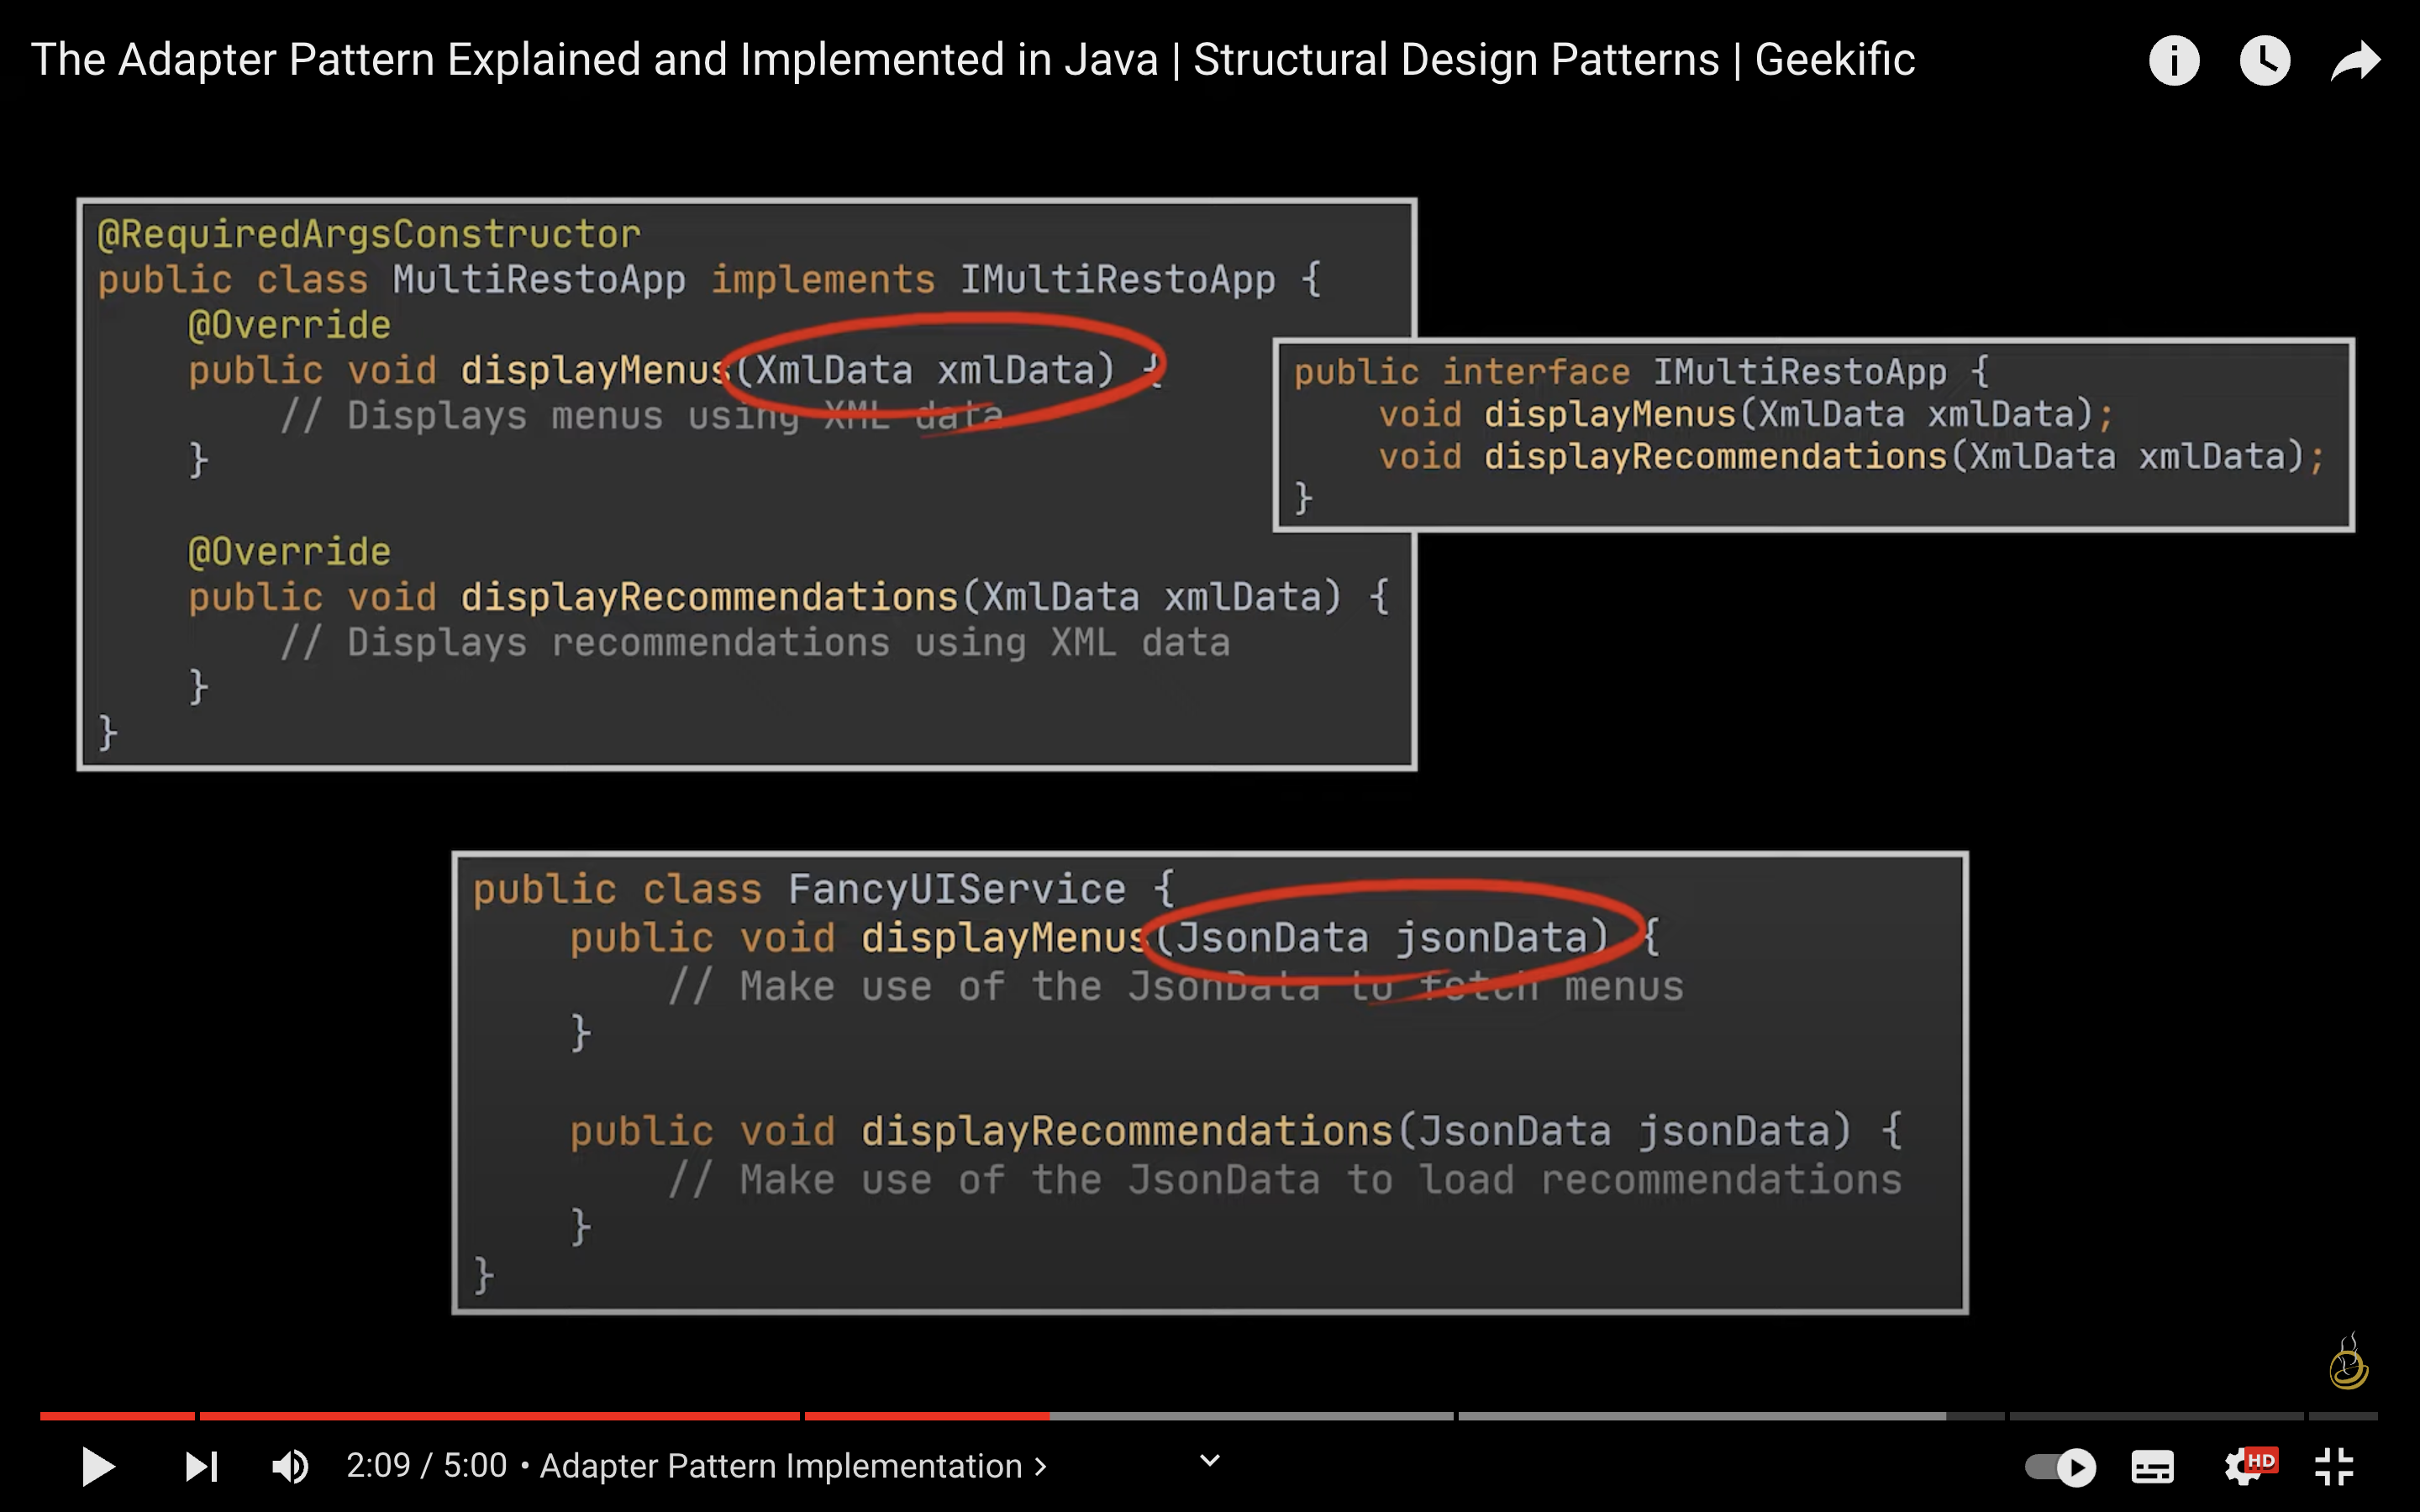 The Adapter Pattern Explained and Implemented in Java | Structural Design Patterns | Geekific
@RequiredArgsConstructor
public class MultiRestoApp implements IMultiRestoApp {
@Override
public void displayMenus(XmlData xmlData) {
// Displays menus using XML data
}
@Override
public void displayRecommendations(XmlData xmlData) {
// Displays recommendations using XML data
}
}
public interface IMultiRestoApp {
void displayMenus(XmlData xmlData);
void displayRecommendations(XmlData xmlData);
}
public class FancyUIService {
public void displayMenus(JsonData jsonData) {
// Make use of the JsonData to fetch menus
}
public void displayRecommendations(JsonData jsonData) {
// Make use of the JsonData to load recommendations
}
}
2:09 / 5:00 • Adapter Pattern Implementation >
HD